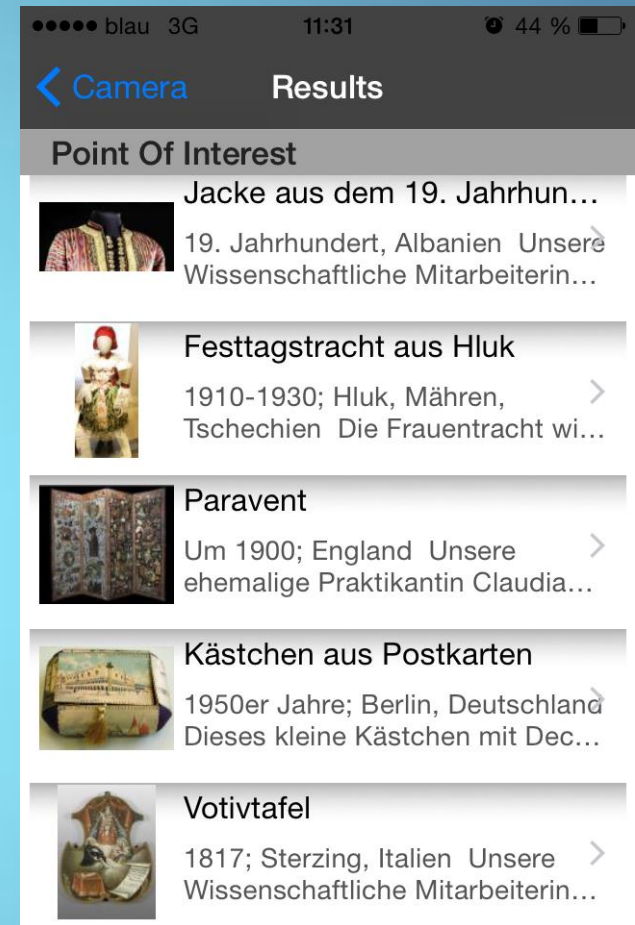 blau 3G 11:31 44 %
Camera Results
Point Of Interest
Jacke aus dem 19. Jahrhun...
19. Jahrhundert, Albanien Unsere
Wissenschaftliche Mitarbeiterin...
Festtagstracht aus Hluk
1910-1930; Hluk, Mähren,
Tschechien Die Frauentracht wi...
Paravent
Um 1900; England Unsere
ehemalige Praktikantin Claudia...
Kästchen aus Postkarten
1950er Jahre; Berlin, Deutschland
Dieses kleine Kästchen mit Dec...
Votivtafel
1817; Sterzing, Italien Unsere
Wissenschaftliche Mitarbeiterin...